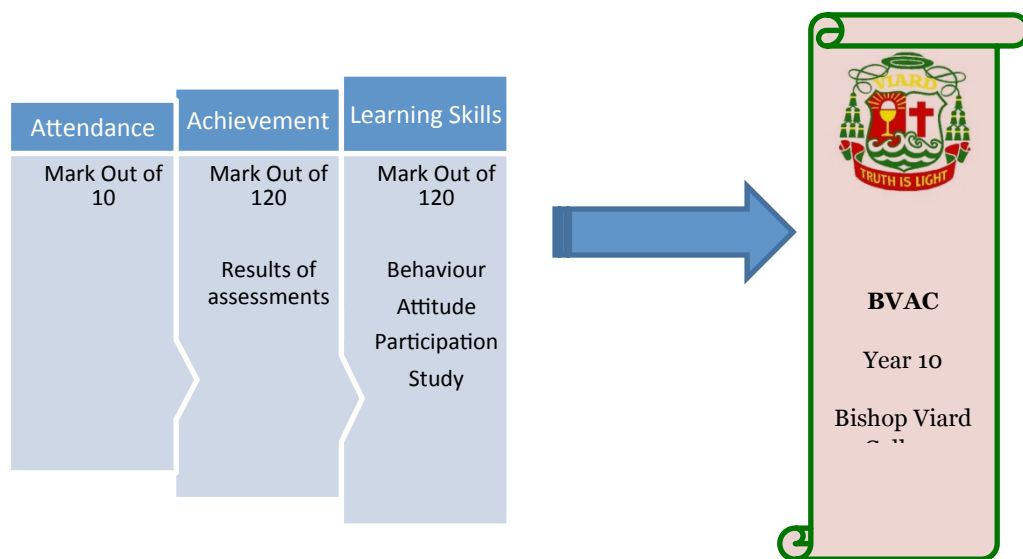 Attendance
Mark Out of
10
Achievement
Mark Out of
120
Results of
assessments
Learning Skills
Mark Out of
120
Behaviour
Attitude
Participation
Study
VIARD
TRUTH IS LIGHT
BVAC
Year 10
Bishop Viard